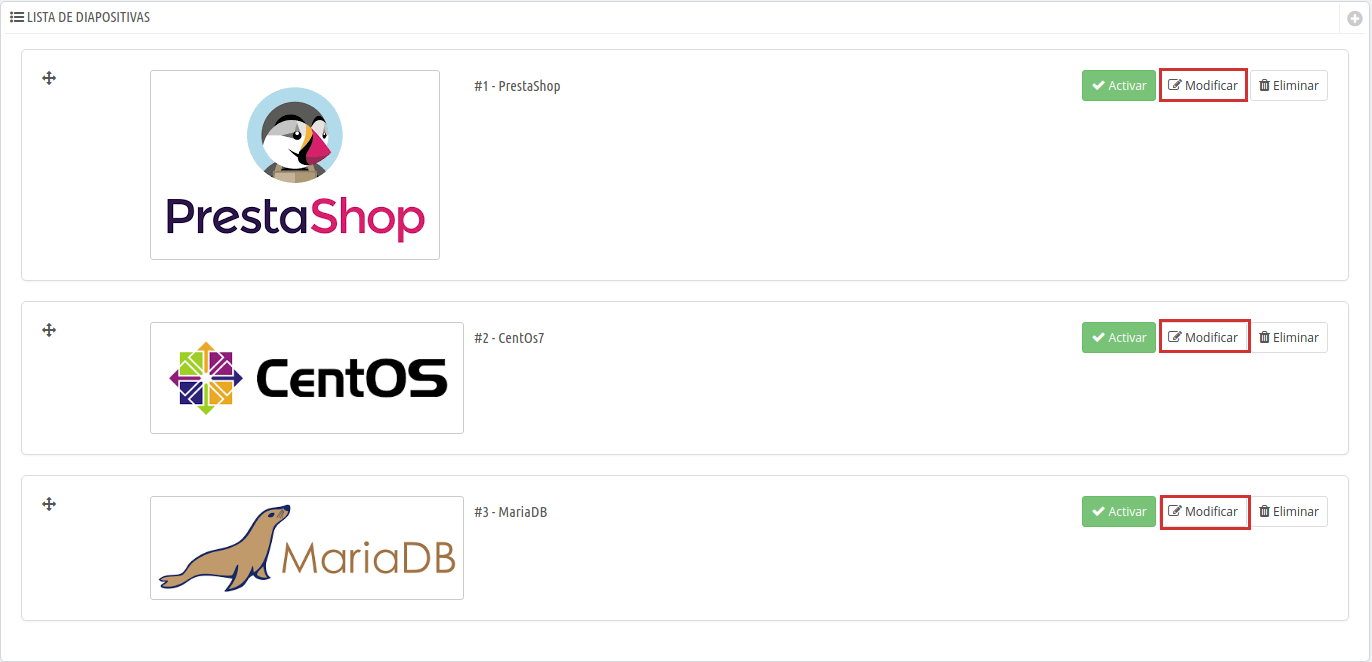 LISTA DE DIAPOSITIVAS
PrestaShop
#1 - PrestaShop
Activar Modificar Eliminar
CentOS
#2 - CentOs7
Activar Modificar Eliminar
MariaDB
#3 - MariaDB
Activar Modificar Eliminar